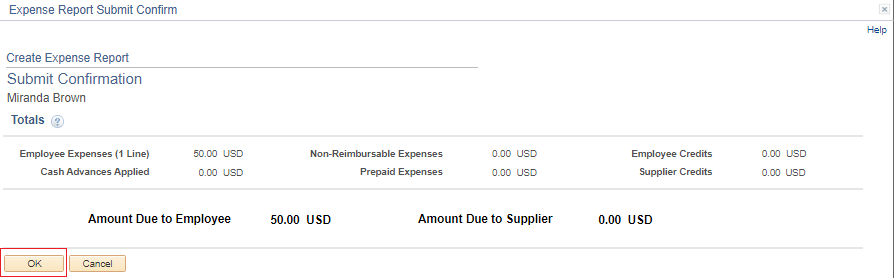 Expense Report Submit Confirm
Help
Create Expense Report
Submit Confirmation
Miranda Brown
Totals ?
Employee Expenses (1 Line) 50.00 USD Non-Reimbursable Expenses 0.00 USD Employee Credits 0.00 USD
Cash Advances Applied 0.00 USD Prepaid Expenses 0.00 USD Supplier Credits 0.00 USD
Amount Due to Employee 50.00 USD Amount Due to Supplier 0.00 USD
OK Cancel